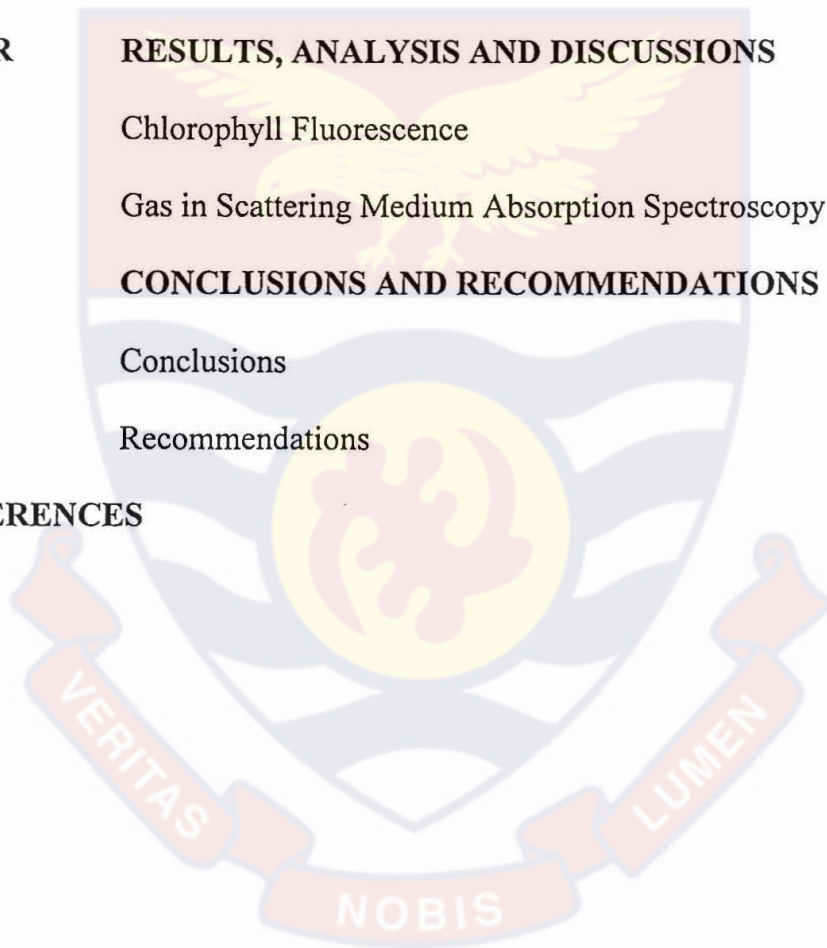 R RESULTS, ANALYSIS AND DISCUSSIONS
Chlorophyll Fluorescence
Gas in Scattering Medium Absorption Spectroscopy
CONCLUSIONS AND RECOMMENDATIONS
Conclusions
Recommendations
ERENCES
VERITAS
NOBIS
LUMEN